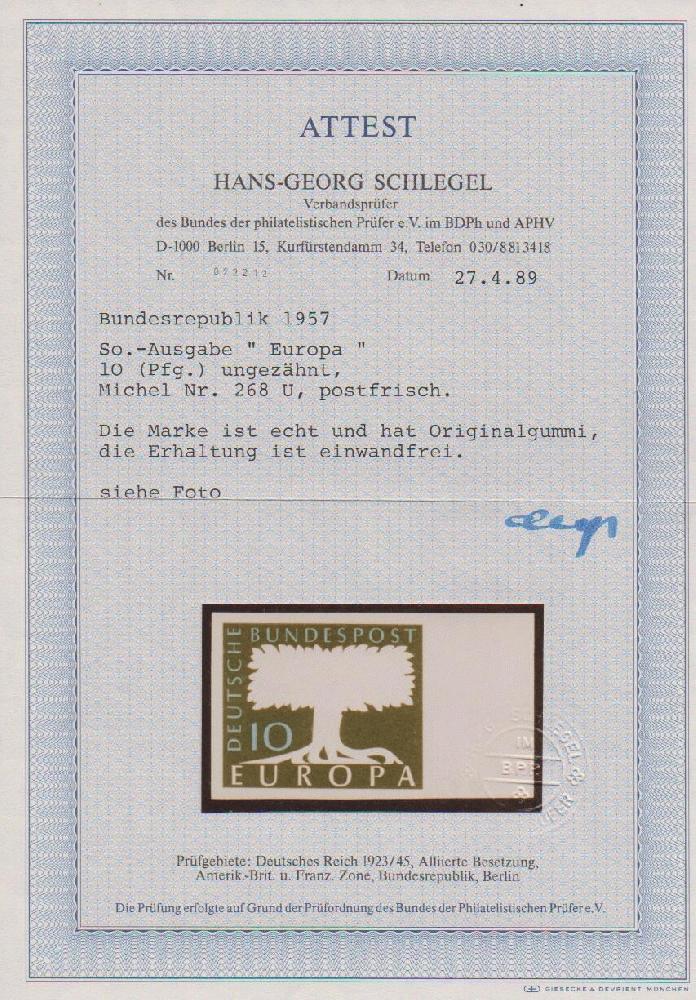 ATTEST
HANS-GEORG SCHLEGEL
Verbandsprüfer
des Bundes der philatelistischen Prüfer e.V. im BDPh und APHV
D-1000 Berlin 15, Kurfürstendamm 34, Telefon 030/8813418
Nr. Datum 27.4.89
Bundesrepublik 1957
So.-Ausgabe " Europa "
10 (Pfg.) ungezähnt,
Michel Nr. 268 U, postfrisch.
Die Marke ist echt und hat Originalgummi,
die Erhaltung ist einwandfrei.
siehe Foto
DEUTSCHE BUNDESPOST
10
EUROPA
IM
BPP
Prüfgebiete: Deutsches Reich 1923/45, Alliierte Besetzung,
Amerik.-Brit. u. Franz. Zone, Bundesrepublik, Berlin
Die Prüfung erfolgte auf Grund der Prüfordnung des Bundes der Philatelistischen Prüfer e.V.
GIESECKE & DEVRIENT MÜNCHEN